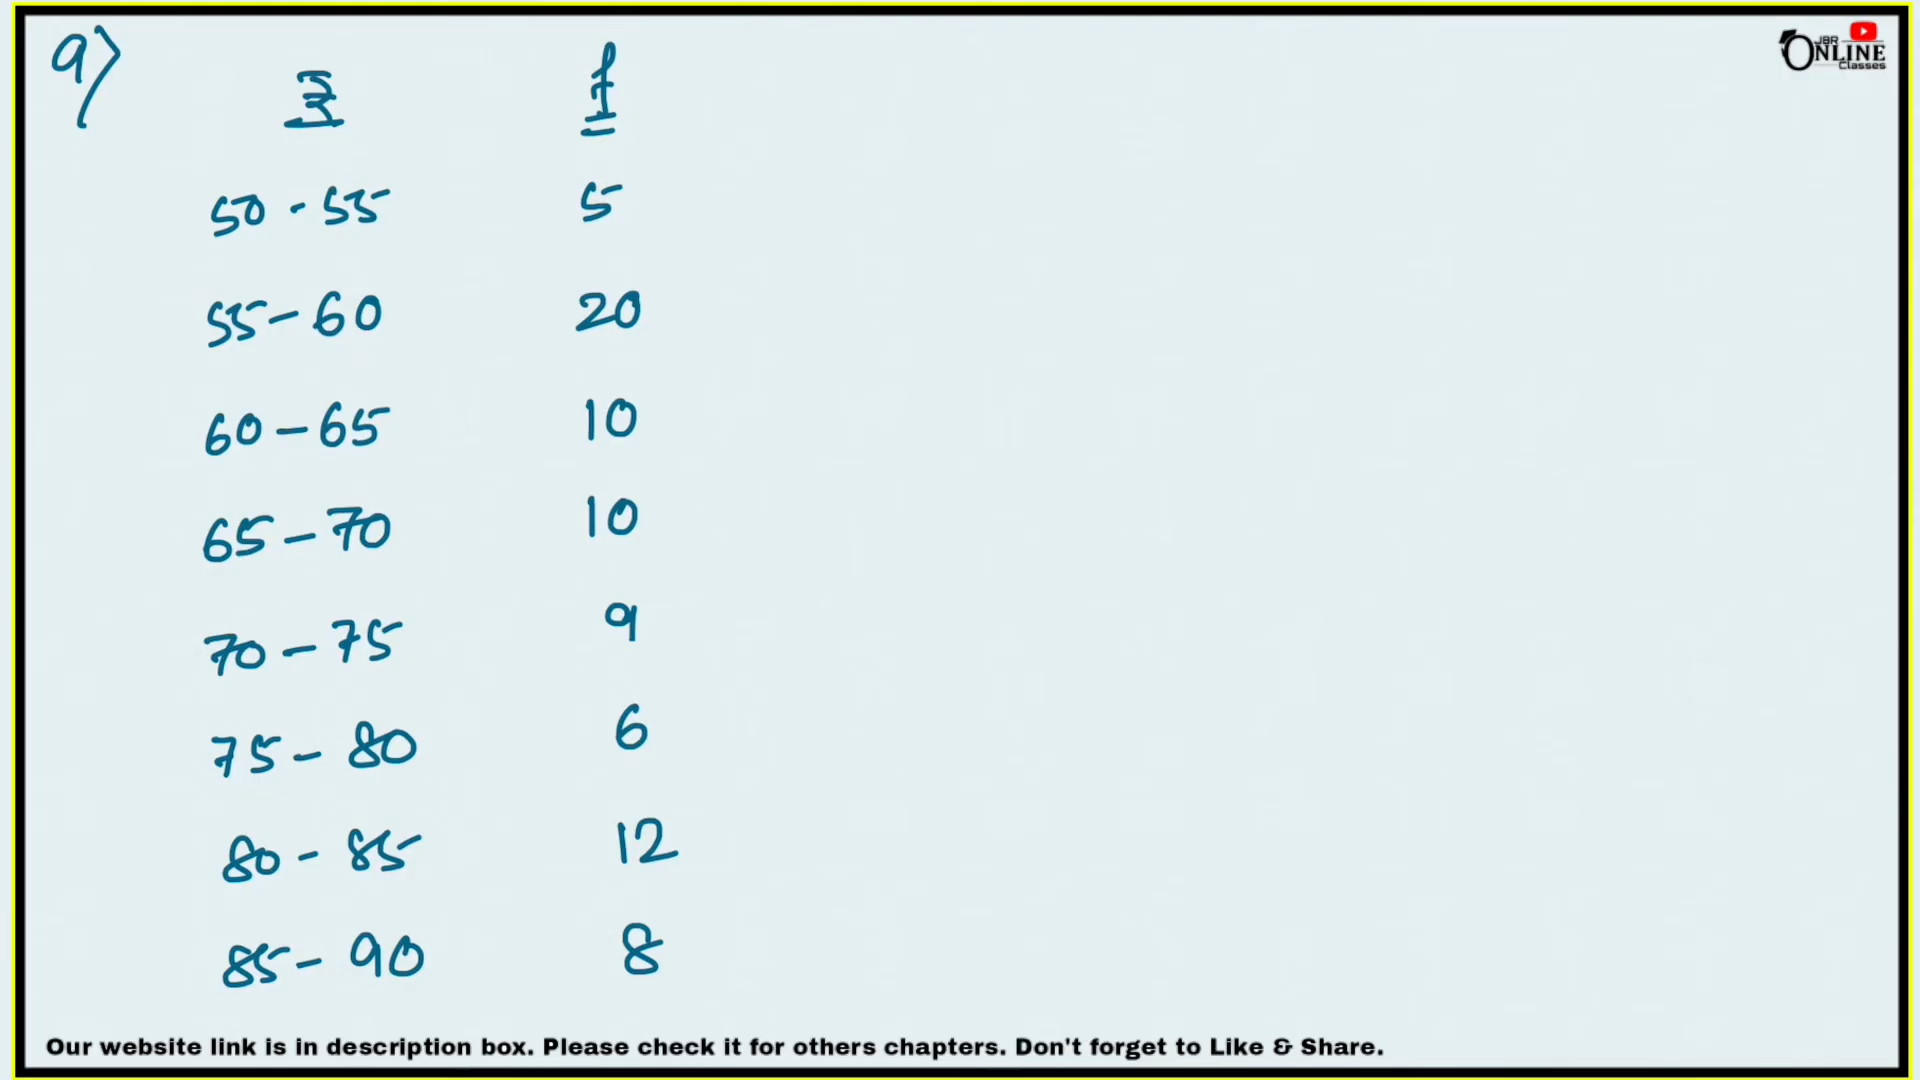 9)
JBR
ONLINE
Classes
f
50 - 55 5
55 - 60 20
60 - 65 10
65 - 70 10
70 - 75 9
75 - 80 6
80 - 85 12
85 - 90 8
Our website link is in description box. Please check it for others chapters. Don't forget to Like & Share.